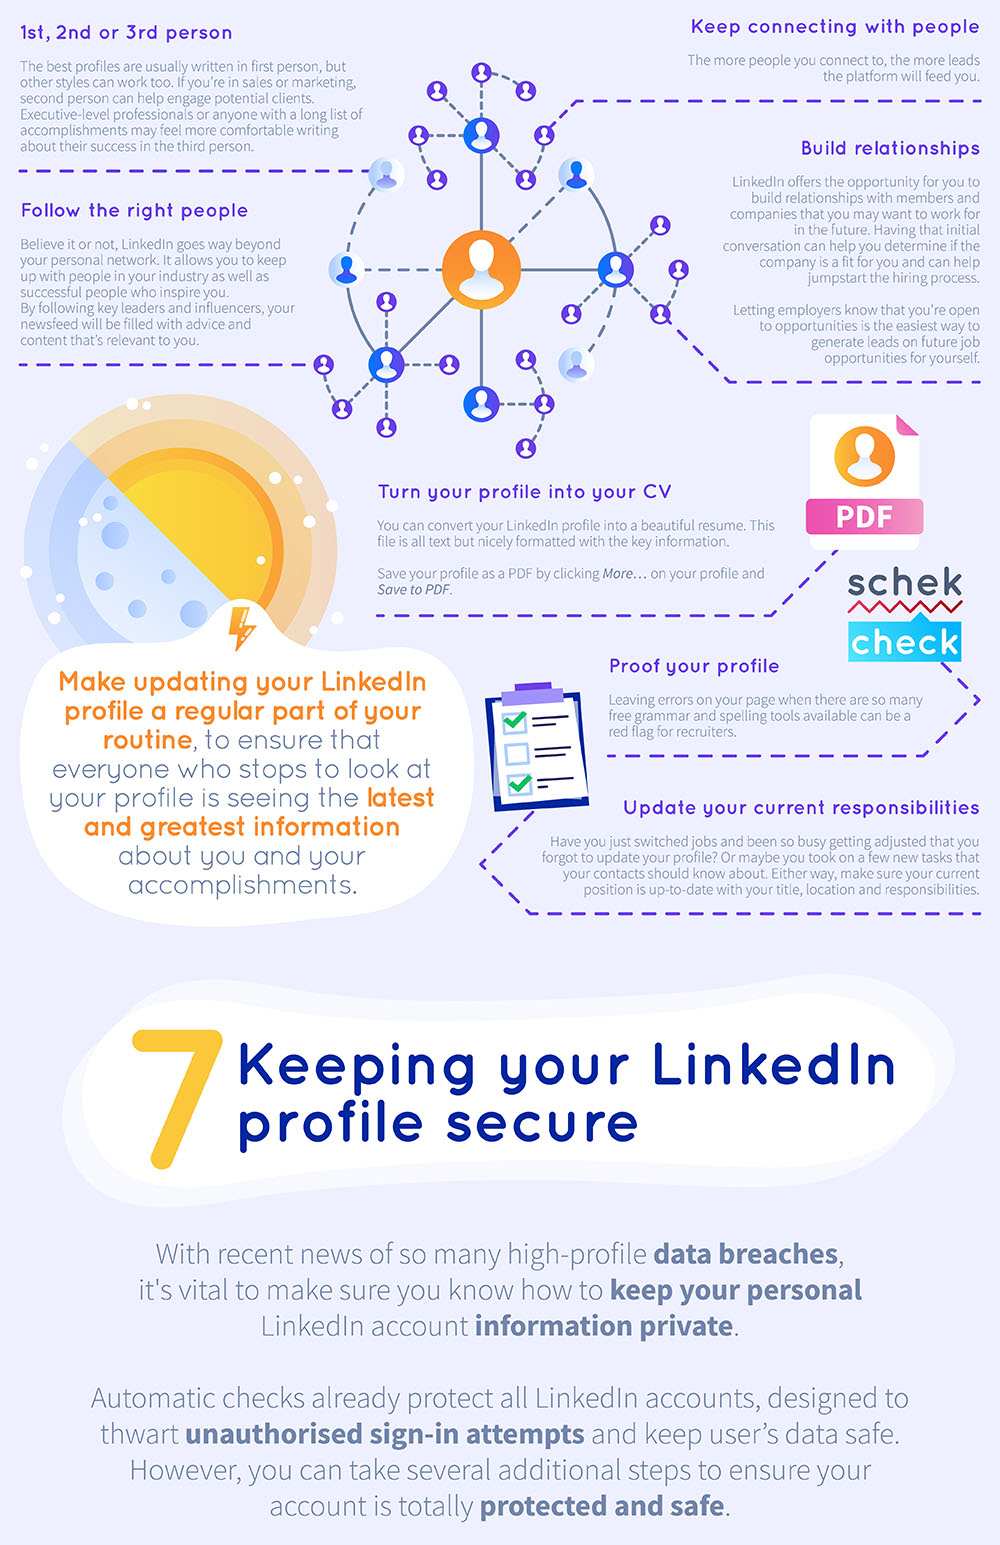 1st, 2nd or 3rd person
The best profiles are usually written in first person, but
other styles can work too. If you're in sales or marketing,
second person can help engage potential clients.
Executive-level professionals or anyone with a long list of
accomplishments may feel more comfortable writing
about their success in the third person.
Keep connecting with people
The more people you connect to, the more leads
the platform will feed you.
Follow the right people
Believe it or not, LinkedIn goes way beyond
your personal network. It allows you to keep
up with people in your industry as well as
successful people who inspire you.
By following key leaders and influencers, your
newsfeed will be filled with advice and
content that's relevant to you.
Build relationships
LinkedIn offers the opportunity for you to
build relationships with members and
companies that you may want to work for
in the future. Having that initial
conversation can help you determine if the
company is a fit for you and can help
jumpstart the hiring process.
Letting employers know that you're open
to opportunities is the easiest way to
generate leads on future job
opportunities for yourself.
Turn your profile into your CV
You can convert your LinkedIn profile into a beautiful resume. This
file is all text but nicely formatted with the key information.
Save your profile as a PDF by clicking More... on your profile and
Save to PDF.
PDF
schek
check
Proof your profile
Leaving errors on your page when there are so many
free grammar and spelling tools available can be a
red flag for recruiters.
Make updating your LinkedIn
profile a regular part of your
routine, to ensure that
everyone who stops to look at
your profile is seeing the latest
and greatest information
about you and your
accomplishments.
Update your current responsibilities
Have you just switched jobs and been so busy getting adjusted that you
forgot to update your profile? Or maybe you took on a few new tasks that
your contacts should know about. Either way, make sure your current
position is up-to-date with your title, location and responsibilities.
7 Keeping your LinkedIn
profile secure
With recent news of so many high-profile data breaches,
it's vital to make sure you know how to keep your personal
LinkedIn account information private.
Automatic checks already protect all LinkedIn accounts, designed to
thwart unauthorised sign-in attempts and keep user's data safe.
However, you can take several additional steps to ensure your
account is totally protected and safe.